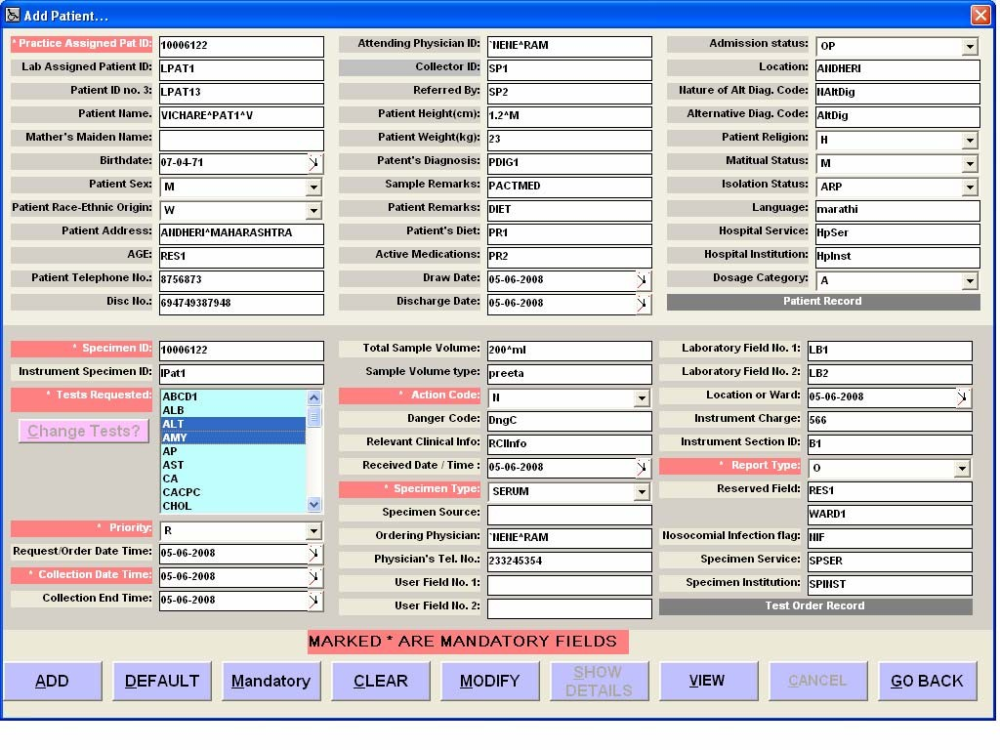 Add Patient...
* Practice Assigned Pat ID: 10006122
Lab Assigned Patient ID: LPAT1
Patient ID no. 3: LPAT13
Patient Name. VICHARE^PAT1^V
Mather's Maiden Name:
Birthdate: 07-04-71
Patient Sex: M
Patient Race-Ethnic Origin: W
Patient Address: ANDHERI^MAHARASHTRA
AGE: RES1
Patient Telephone No.: 8756873
Disc No.: 694749387948
Attending Physician ID: `NENE^RAM
Collector ID: SP1
Referred By: SP2
Patient Height(cm): 1.2^M
Patient Weight(kg): 23
Patent's Diagnosis: PDIG1
Sample Remarks: PACTMED
Patient Remarks: DIET
Patient's Diet: PR1
Active Medications: PR2
Draw Date: 05-06-2008
Discharge Date: 05-06-2008
Admission status: OP
Location: ANDHERI
Nature of Alt Diag. Code: NAltDig
Alternative Diag. Code: AltDig
Patient Religion: H
Matitual Status: M
Isolation Status: ARP
Language: marathi
Hospital Service: HpSer
Hospital Institution: HpInst
Dosage Category: A
Patient Record
* Specimen ID: 10006122
Instrument Specimen ID: IPat1
* Tests Requested:
ABCD1
ALB
ALT
AMY
AP
AST
CA
CACPC
CHOL
Change Tests?
* Priority: R
Request/Order Date Time: 05-06-2008
* Collection Date Time: 05-06-2008
Collection End Time: 05-06-2008
Total Sample Volume: 200^ml
Sample Volume type: preeta
* Action Code: N
Danger Code: DngC
Relevant Clinical Info: RClInfo
Received Date / Time : 05-06-2008
* Specimen Type: SERUM
Specimen Source:
Ordering Physician: `NENE^RAM
Physician's Tel. No.: 233245354
User Field No. 1:
User Field No. 2:
Laboratory Field No. 1: LB1
Laboratory Field No. 2: LB2
Location or Ward: 05-06-2008
Instrument Charge: 566
Instrument Section ID: B1
* Report Type: O
Reserved Field: RES1
WARD1
Nosocomial Infection flag: NIF
Specimen Service: SPSER
Specimen Institution: SPINST
Test Order Record
MARKED * ARE MANDATORY FIELDS
ADD
DEFAULT
Mandatory
CLEAR
MODIFY
SHOW
DETAILS
VIEW
CANCEL
GO BACK